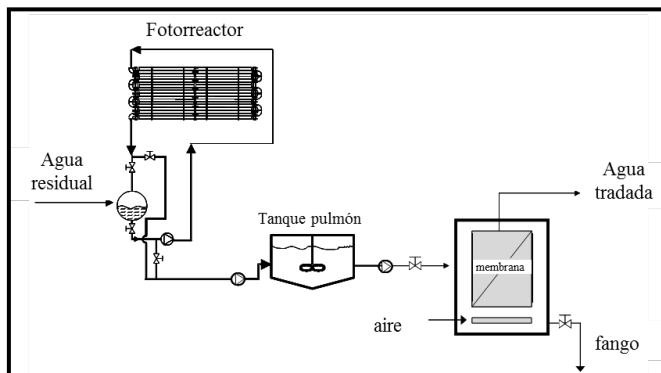 Fotorreactor
Agua
residual
Tanque pulmón
Agua
tradada
membrana
aire
fango